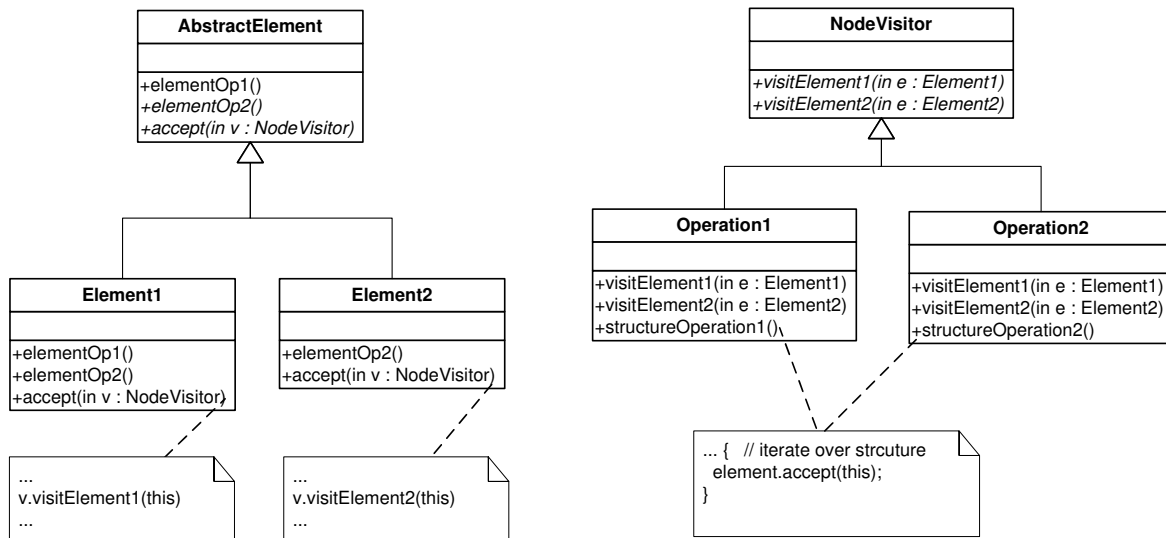 AbstractElement
+elementOp1()
+elementOp2()
+accept(in v : NodeVisitor)
NodeVisitor
+visitElement1(in e : Element1)
+visitElement2(in e : Element2)
Element1
+elementOp1()
+elementOp2()
+accept(in v : NodeVisitor)
Element2
+elementOp2()
+accept(in v : NodeVisitor)
Operation1
+visitElement1(in e : Element1)
+visitElement2(in e : Element2)
+structureOperation1()
Operation2
+visitElement1(in e : Element1)
+visitElement2(in e : Element2)
+structureOperation2()
...
v.visitElement1(this)
...
...
v.visitElement2(this)
...
... { // iterate over strcuture
element.accept(this);
}